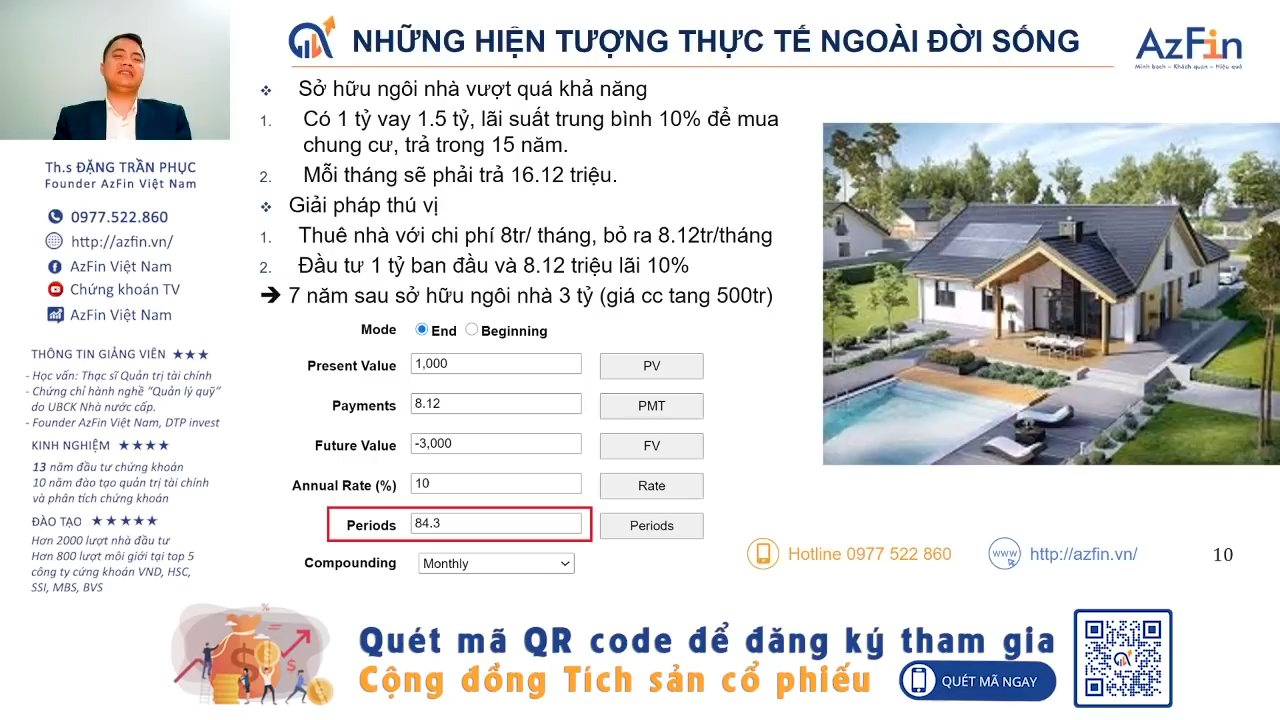 NHỮNG HIỆN TƯỢNG THỰC TẾ NGOÀI ĐỜI SỐNG
AzFin
Minh bạch – Khách quan – Hiệu quả
❖ Sở hữu ngôi nhà vượt quá khả năng
1. Có 1 tỷ vay 1.5 tỷ, lãi suất trung bình 10% để mua
chung cư, trả trong 15 năm.
2. Mỗi tháng sẽ phải trả 16.12 triệu.
❖ Giải pháp thú vị
1. Thuê nhà với chi phí 8tr/ tháng, bỏ ra 8.12tr/tháng
2. Đầu tư 1 tỷ ban đầu và 8.12 triệu lãi 10%
➔ 7 năm sau sở hữu ngôi nhà 3 tỷ (giá cc tang 500tr)
Mode End Beginning
Present Value 1,000 PV
Payments 8.12 PMT
Future Value -3,000 FV
Annual Rate (%) 10 Rate
Periods 84.3 Periods
Compounding Monthly
Th.s ĐẶNG TRẦN PHỤC
Founder AzFin Việt Nam
0977.522.860
http://azfin.vn/
AzFin Việt Nam
Chứng khoán TV
AzFin Việt Nam
THÔNG TIN GIẢNG VIÊN ★★★
- Học vấn: Thạc sĩ Quản trị tài chính
- Chứng chỉ hành nghề "Quản lý quỹ"
do UBCK Nhà nước cấp.
- Founder AzFin Việt Nam, DTP invest
KINH NGHIỆM ★★★★
13 năm đầu tư chứng khoán
10 năm đào tạo quản trị tài chính
và phân tích chứng khoán
ĐÀO TẠO ★★★★★
Hơn 2000 lượt nhà đầu tư
Hơn 800 lượt môi giới tại top 5
công ty cứng khoán VND, HSC,
SSI, MBS, BVS
Hotline 0977 522 860
www http://azfin.vn/
10
Quét mã QR code để đăng ký tham gia
Cộng đồng Tích sản cổ phiếu
QUÉT MÃ NGAY